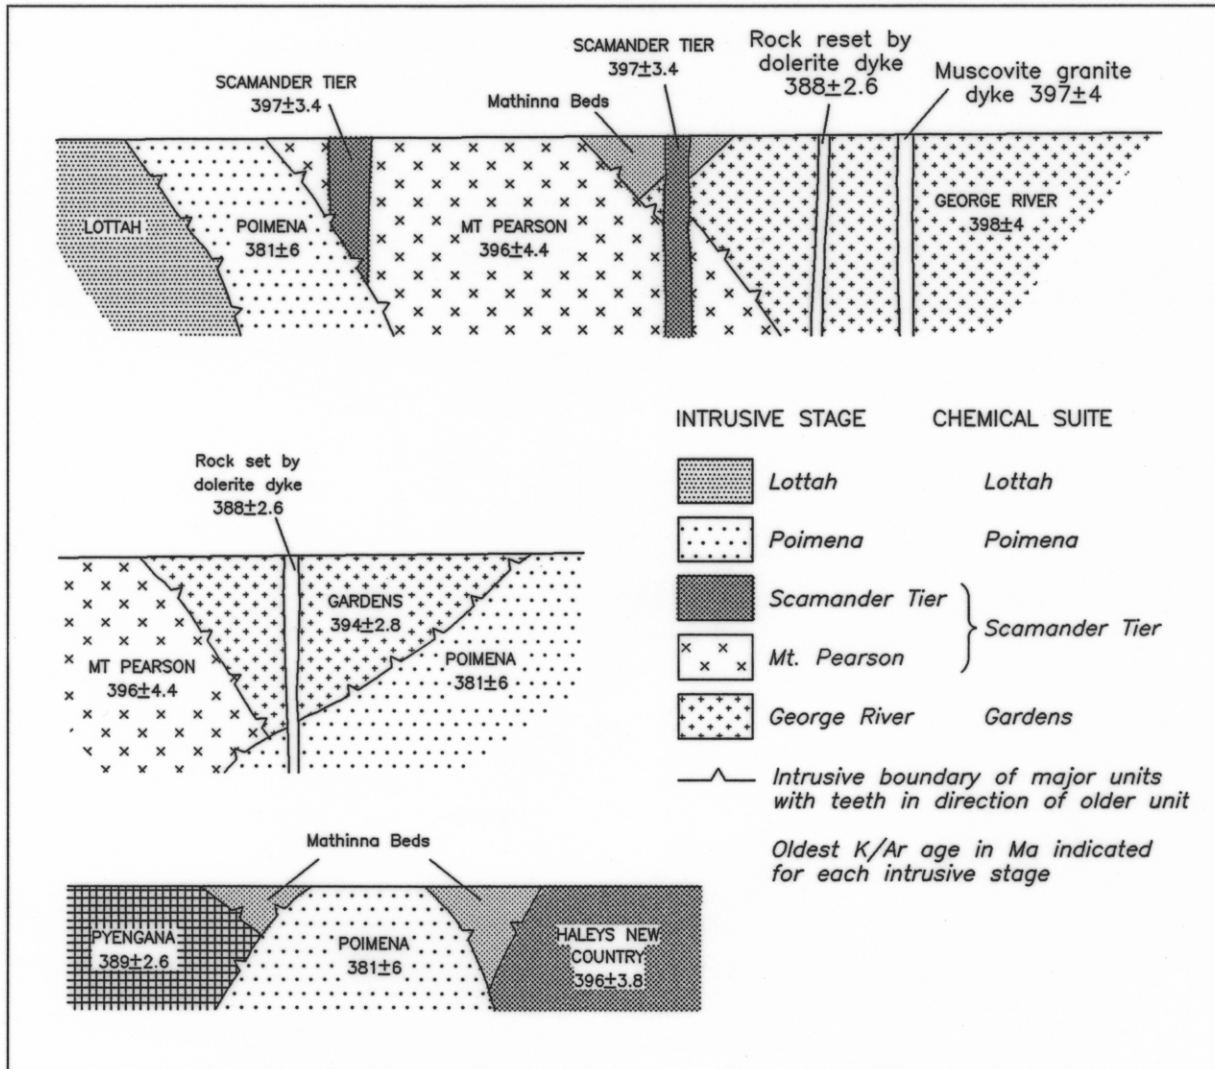 SCAMANDER TIER
397±3.4
SCAMANDER TIER
397±3.4
Mathinna Beds
Rock reset by
dolerite dyke
388±2.6
Muscovite granite
dyke 397±4
LOTTAH
POIMENA
381±6
MT PEARSON
396±4.4
GEORGE RIVER
398±4
Rock set by
dolerite dyke
388±2.6
MT PEARSON
396±4.4
GARDENS
394±2.8
POIMENA
381±6
INTRUSIVE STAGE CHEMICAL SUITE
Lottah Lottah
Poimena Poimena
Scamander Tier
Scamander Tier
Mt. Pearson
George River Gardens
Intrusive boundary of major units
with teeth in direction of older unit
Oldest K/Ar age in Ma indicated
for each intrusive stage
Mathinna Beds
PYENGANA
389±2.6
POIMENA
381±6
HALEYS NEW
COUNTRY
396±3.8